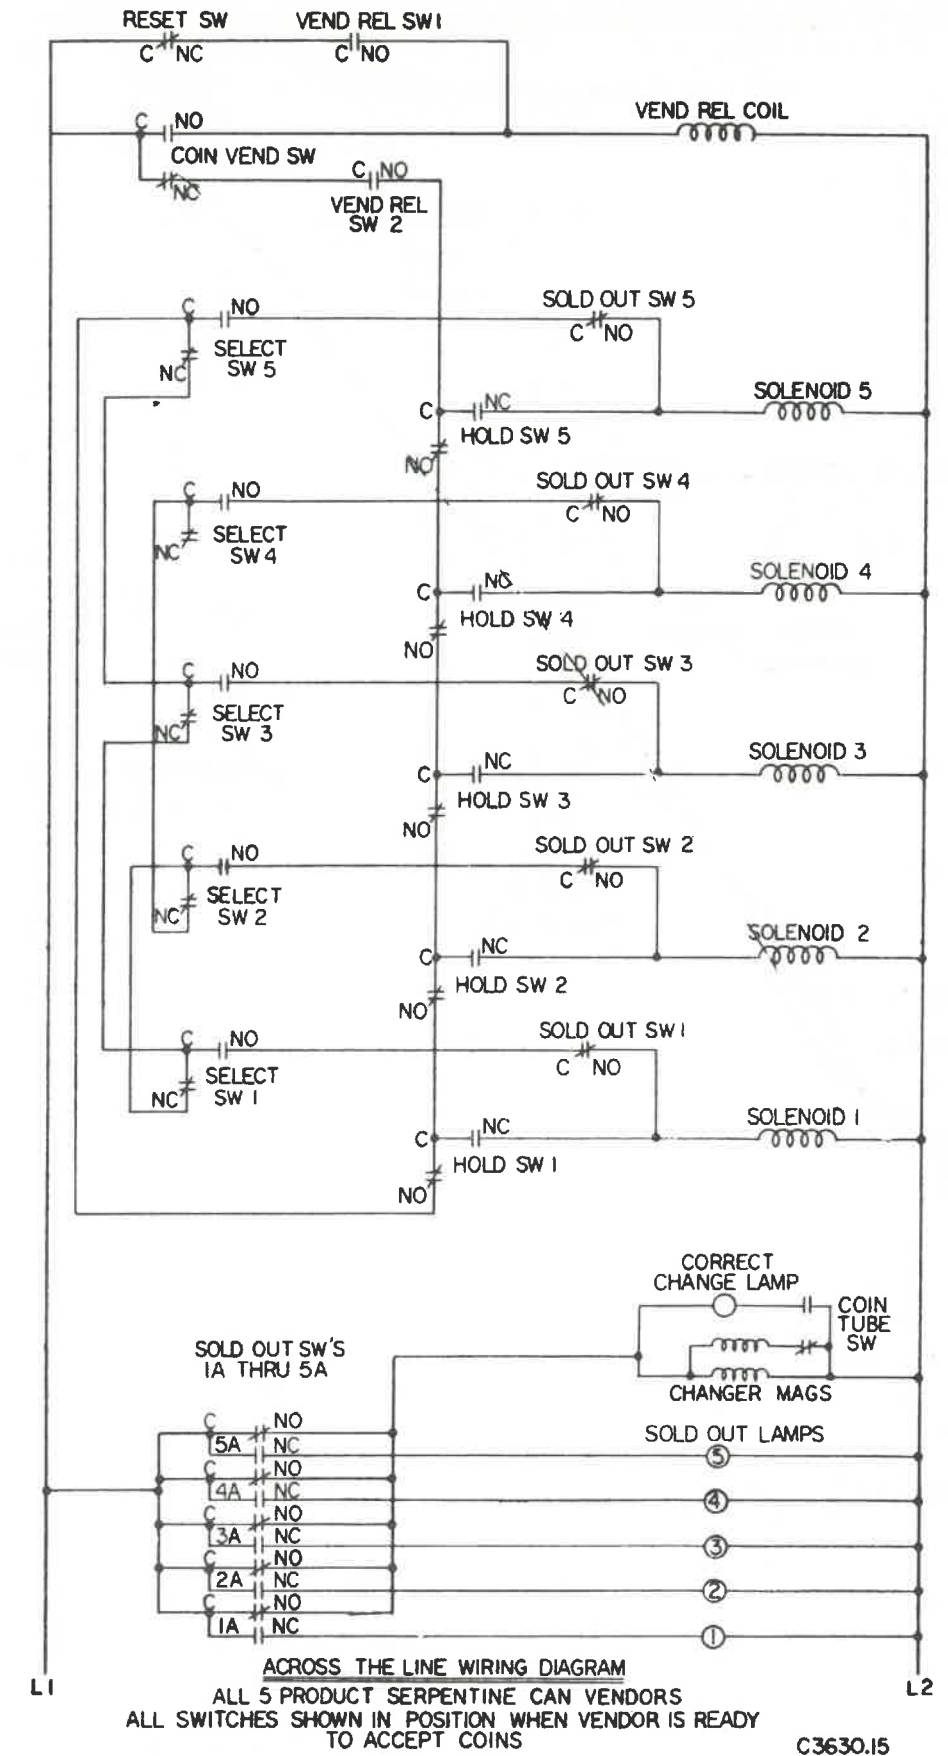 RESET SW VEND REL SW1
C NC C NO
VEND REL COIL
C NO
COIN VEND SW
NC C NO
VEND REL
SW 2
SOLD OUT SW 5
C NO
C NO
SELECT
SW 5
NC
SOLENOID 5
C NC
HOLD SW 5
NO
SOLD OUT SW 4
C NO
C NO
SELECT
SW 4
NC
SOLENOID 4
C NC
HOLD SW 4
NO
SOLD OUT SW 3
C NO
C NO
SELECT
SW 3
NC
SOLENOID 3
C NC
HOLD SW 3
NO
SOLD OUT SW 2
C NO
C NO
SELECT
SW 2
NC
SOLENOID 2
C NC
HOLD SW 2
NO
SOLD OUT SW 1
C NO
C NO
SELECT
SW 1
NC
SOLENOID 1
C NC
HOLD SW 1
NO
CORRECT
CHANGE LAMP
COIN
TUBE
SW
CHANGER MAGS
SOLD OUT SW'S
1A THRU 5A
SOLD OUT LAMPS
C NO
5A NC 5
C NO
4A NC 4
C NO
3A NC 3
C NO
2A NC 2
C NO
1A NC 1
L1 L2
ACROSS THE LINE WIRING DIAGRAM
ALL 5 PRODUCT SERPENTINE CAN VENDORS
ALL SWITCHES SHOWN IN POSITION WHEN VENDOR IS READY
TO ACCEPT COINS
C3630.15